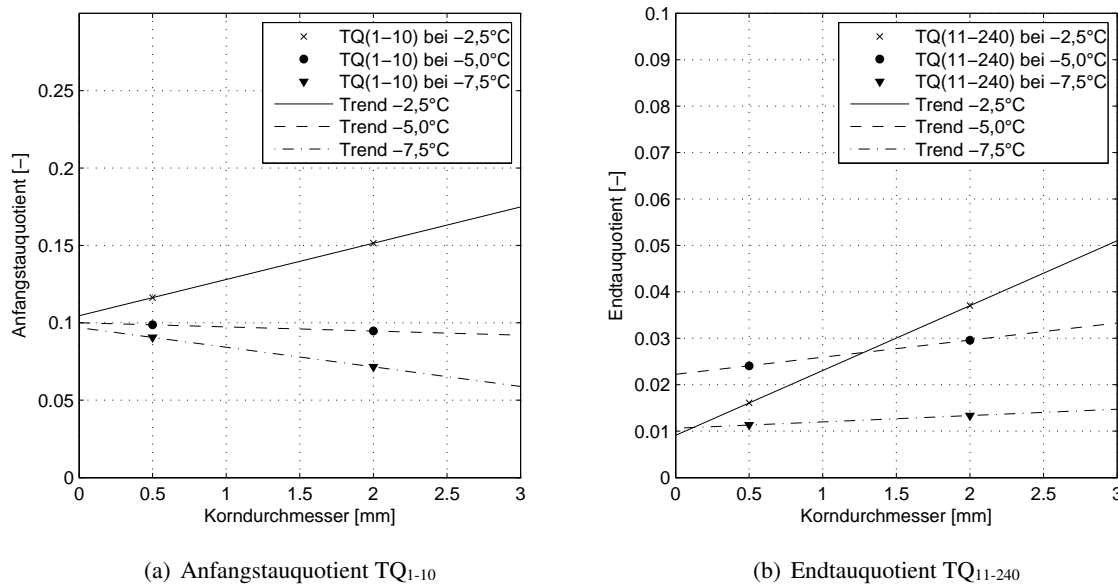 TQ(1−10) bei −2,5°C
TQ(1−10) bei −5,0°C
TQ(1−10) bei −7,5°C
Trend −2,5°C
Trend −5,0°C
Trend −7,5°C
0.25
0.2
0.15
0.1
0.05
0
Anfangstauquotient [−]
0 0.5 1 1.5 2 2.5 3
Korndurchmesser [mm]
(a) Anfangstauquotient TQ1-10
TQ(11−240) bei −2,5°C
TQ(11−240) bei −5,0°C
TQ(11−240) bei −7,5°C
Trend −2,5°C
Trend −5,0°C
Trend −7,5°C
0.1
0.09
0.08
0.07
0.06
0.05
0.04
0.03
0.02
0.01
0
Endtauquotient [−]
0 0.5 1 1.5 2 2.5 3
Korndurchmesser [mm]
(b) Endtauquotient TQ11-240